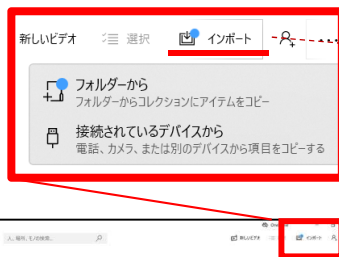 新しいビデオ 選択 インポート
フォルダーから
フォルダーからコレクションにアイテムをコピー
接続されているデバイスから
電話、カメラ、または別のデバイスから項目をコピーする
新しいビデオ インポート